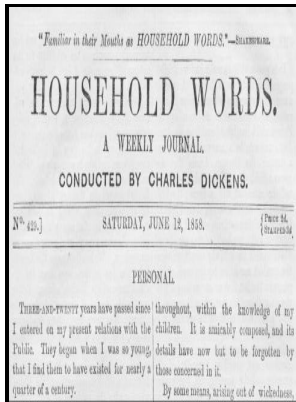 "Familiar in their Mouths as HOUSEHOLD WORDS."—SHAKESPEARE.
HOUSEHOLD WORDS.
A WEEKLY JOURNAL.
CONDUCTED BY CHARLES DICKENS.
No. 429.]
SATURDAY, JUNE 12, 1858.
{PRICE 2d.
{STAMPED 3d
PERSONAL.
THREE-AND-TWENTY years have passed since
I entered on my present relations with the
Public. They began when I was so young,
that I find them to have existed for nearly a
quarter of a century.
throughout, within the knowledge of my
children. It is amicably composed, and its
details have now but to be forgotten by
those concerned in it.
By some means, arising out of wickedness,